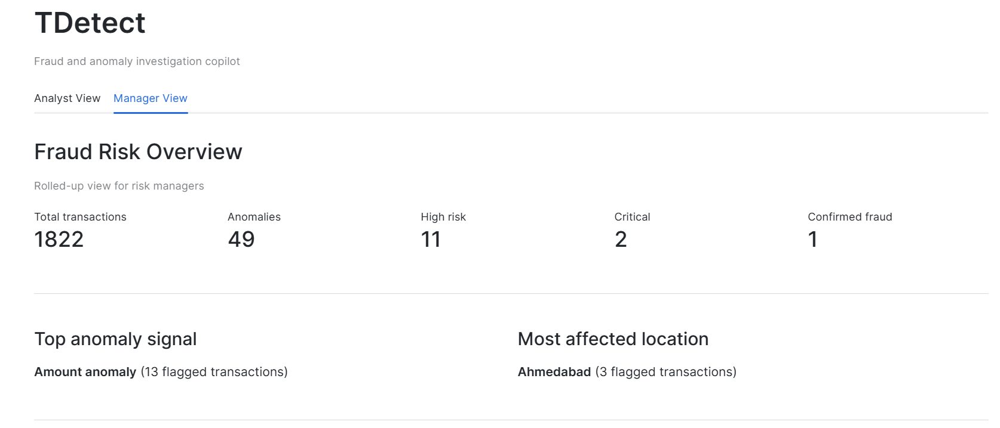 TDetect
Fraud and anomaly investigation copilot
Analyst View Manager View
Fraud Risk Overview
Rolled-up view for risk managers
Total transactions Anomalies High risk Critical Confirmed fraud
1822 49 11 2 1
Top anomaly signal Most affected location
Amount anomaly (13 flagged transactions) Ahmedabad (3 flagged transactions)